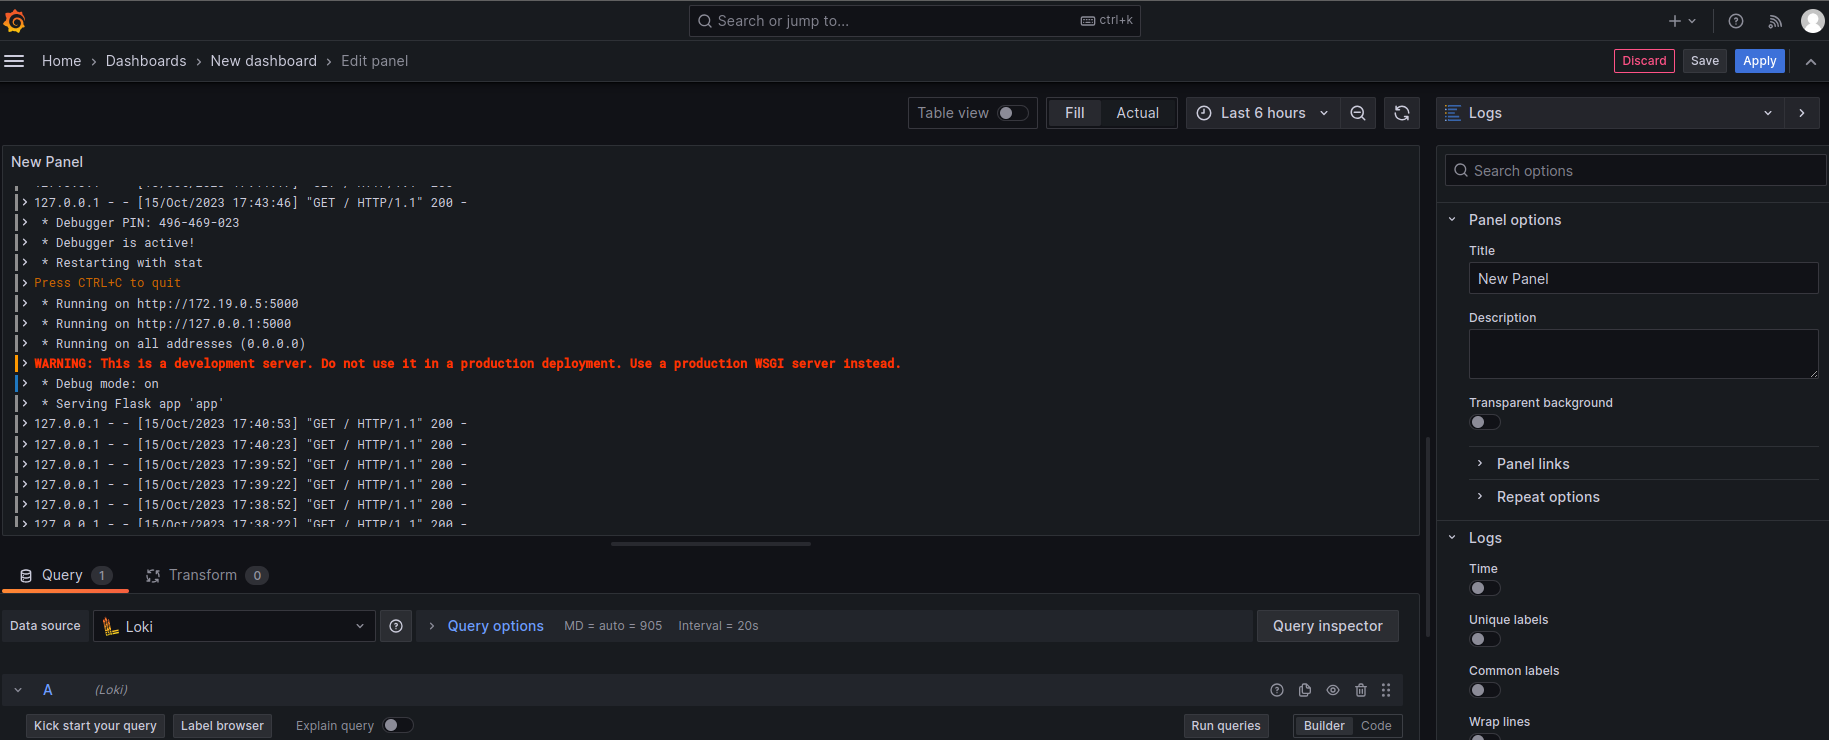 Search or jump to...
ctrl+k
Home › Dashboards › New dashboard › Edit panel
Discard
Save
Apply
Table view
Fill
Actual
Last 6 hours
Logs
New Panel
127.0.0.1 - - [15/Oct/2023 17:43:46] "GET / HTTP/1.1" 200 -
* Debugger PIN: 496-469-023
* Debugger is active!
* Restarting with stat
Press CTRL+C to quit
* Running on http://172.19.0.5:5000
* Running on http://127.0.0.1:5000
* Running on all addresses (0.0.0.0)
WARNING: This is a development server. Do not use it in a production deployment. Use a production WSGI server instead.
* Debug mode: on
* Serving Flask app 'app'
127.0.0.1 - - [15/Oct/2023 17:40:53] "GET / HTTP/1.1" 200 -
127.0.0.1 - - [15/Oct/2023 17:40:23] "GET / HTTP/1.1" 200 -
127.0.0.1 - - [15/Oct/2023 17:39:52] "GET / HTTP/1.1" 200 -
127.0.0.1 - - [15/Oct/2023 17:39:22] "GET / HTTP/1.1" 200 -
127.0.0.1 - - [15/Oct/2023 17:38:52] "GET / HTTP/1.1" 200 -
127.0.0.1 - - [15/Oct/2023 17:38:22] "GET / HTTP/1.1" 200 -
Query 1
Transform 0
Data source
Loki
Query options
MD = auto = 905
Interval = 20s
Query inspector
A
(Loki)
Kick start your query
Label browser
Explain query
Run queries
Builder
Code
Search options
Panel options
Title
New Panel
Description
Transparent background
Panel links
Repeat options
Logs
Time
Unique labels
Common labels
Wrap lines